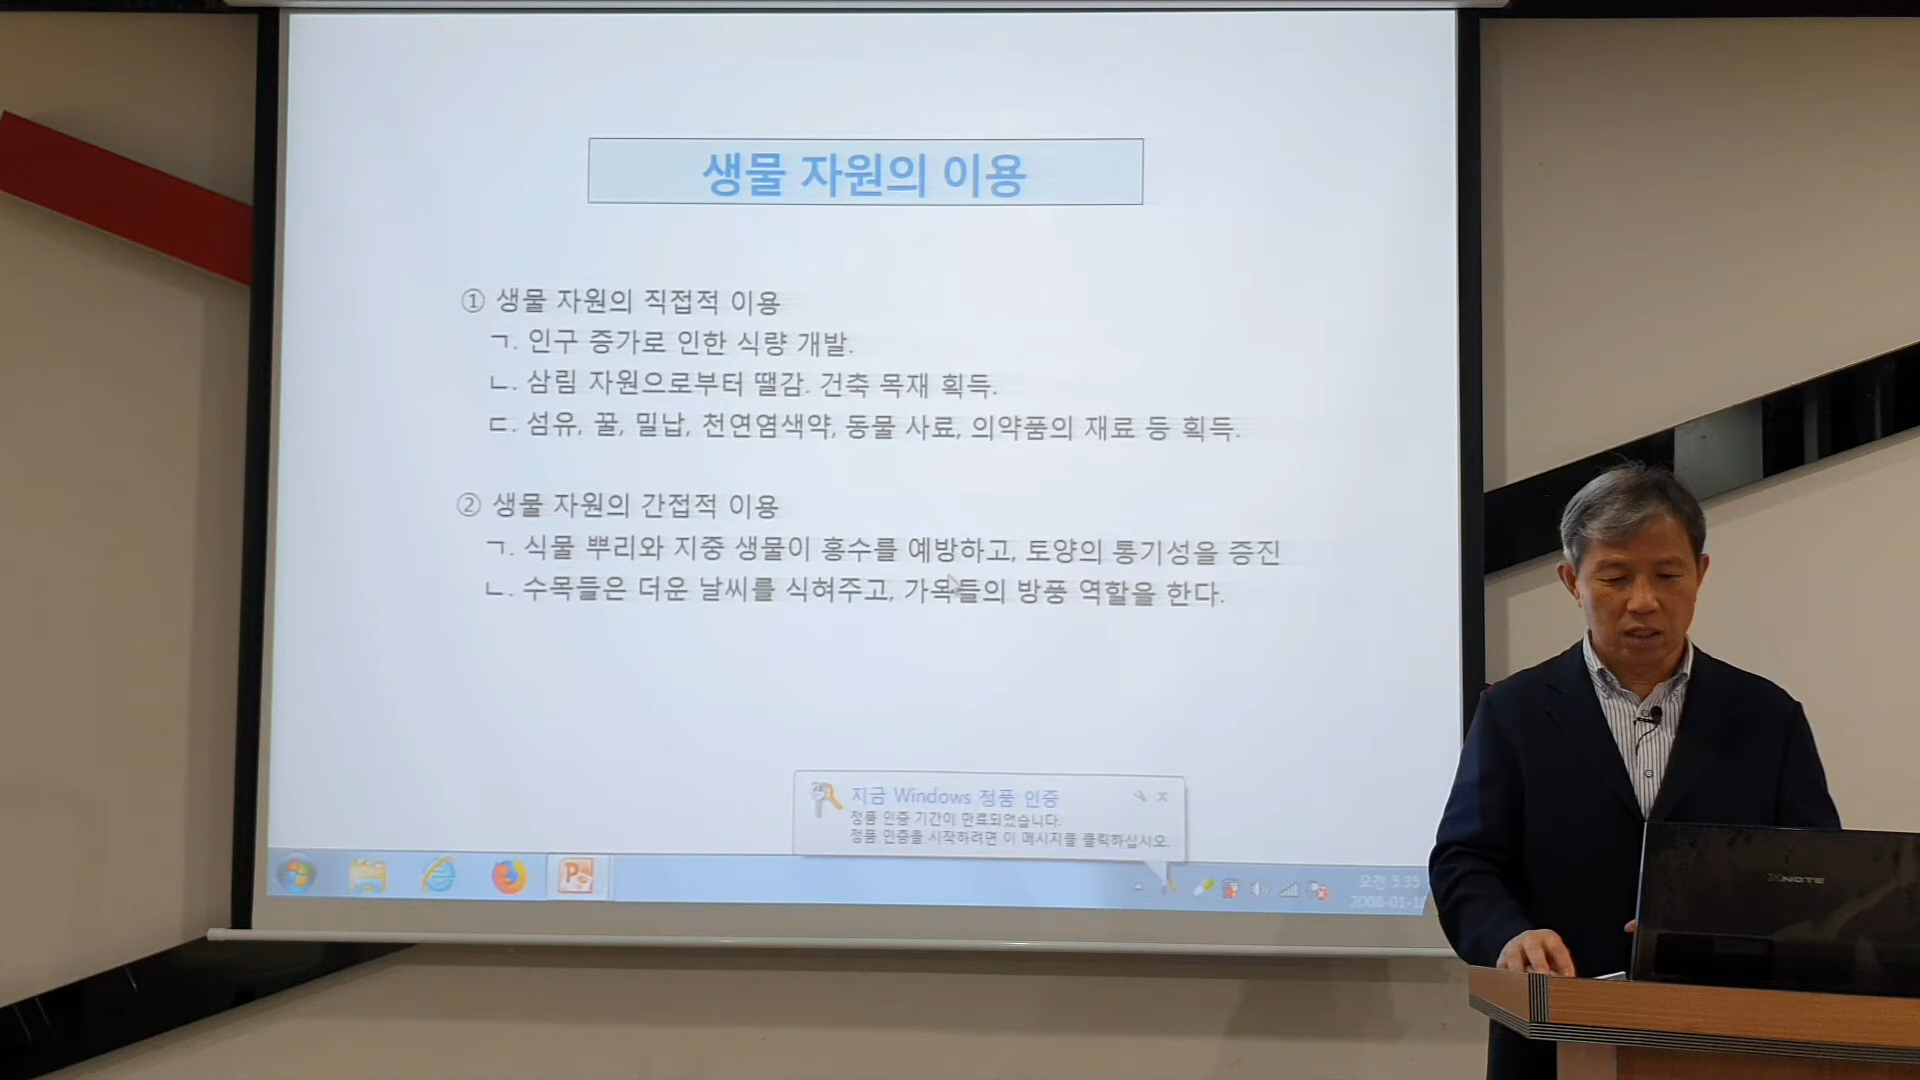 생물 자원의 이용
① 생물 자원의 직접적 이용
ㄱ. 인구 증가로 인한 식량 개발.
ㄴ. 삼림 자원으로부터 땔감. 건축 목재 획득.
ㄷ. 섬유, 꿀, 밀납, 천연염색약, 동물 사료, 의약품의 재료 등 획득.
② 생물 자원의 간접적 이용
ㄱ. 식물 뿌리와 지중 생물이 홍수를 예방하고, 토양의 통기성을 증진
ㄴ. 수목들은 더운 날씨를 식혀주고, 가옥들의 방풍 역할을 한다.
지금 Windows 정품 인증
정품 인증 기간이 만료되었습니다.
정품 인증을 시작하려면 이 메시지를 클릭하십시오.
오전 5:35
XNOTE